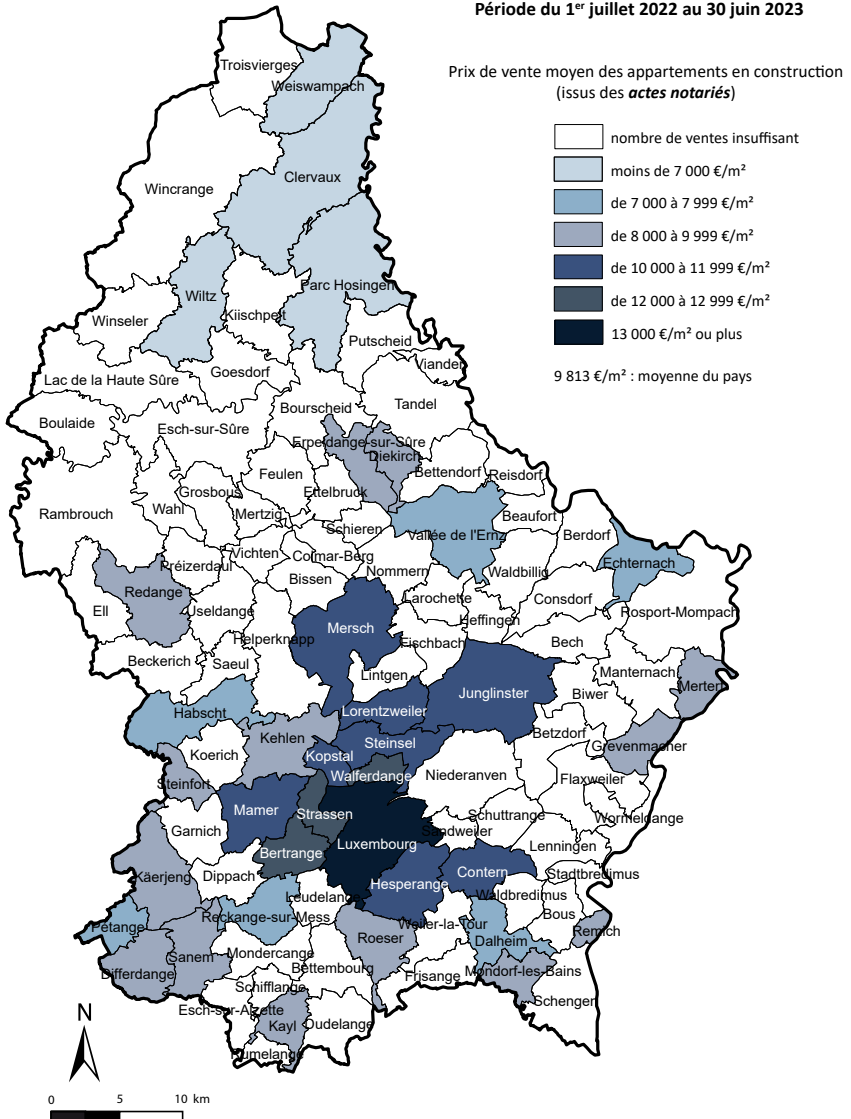 Période du 1er juillet 2022 au 30 juin 2023
Prix de vente moyen des appartements en construction
(issus des actes notariés)
nombre de ventes insuffisant
moins de 7 000 €/m²
de 7 000 à 7 999 €/m²
de 8 000 à 9 999 €/m²
de 10 000 à 11 999 €/m²
de 12 000 à 12 999 €/m²
13 000 €/m² ou plus
9 813 €/m² : moyenne du pays
Troisvierges
Weiswampach
Clervaux
Wincrange
Parc Hosingen
Wiltz
Kiischpelt
Winseler
Putscheid
Vianden
Goesdorf
Lac de la Haute Sûre
Tandel
Bourscheid
Boulaide
Esch-sur-Sûre
Erpeldange-sur-Sûre
Diekirch
Bettendorf
Reisdorf
Feulen
Ettelbruck
Grosbous
Wahl
Mertzig
Rambrouch
Beaufort
Schieren
Vallée de l'Ernz
Berdorf
Vichten
Colmar-Berg
Préizerdaul
Echternach
Nommern
Waldbillig
Bissen
Redange
Larochette
Consdorf
Ell
Useldange
Rosport-Mompach
Heffingen
Mersch
Helperknapp
Fischbach
Bech
Beckerich
Saeul
Lintgen
Manternach
Mertert
Junglinster
Biwer
Habscht
Lorentzweiler
Betzdorf
Kehlen
Steinsel
Grevenmacher
Koerich
Kopstal
Walferdange
Niederanven
Flaxweiler
Steinfort
Mamer
Strassen
Schuttrange
Wormeldange
Garnich
Sandweiler
Luxembourg
Lenningen
Bertrange
Contern
Stadtbredimus
Käerjeng
Dippach
Hesperange
Leudelange
Waldbredimus
Bous
Reckange-sur-Mess
Pétange
Weiler-la-Tour
Remich
Roeser
Dalheim
Mondercange
Sanem
Bettembourg
Differdange
Frisange
Mondorf-les-Bains
Schifflange
Schengen
Esch-sur-Alzette
Kayl
Dudelange
Rumelange
N
0 5 10 km